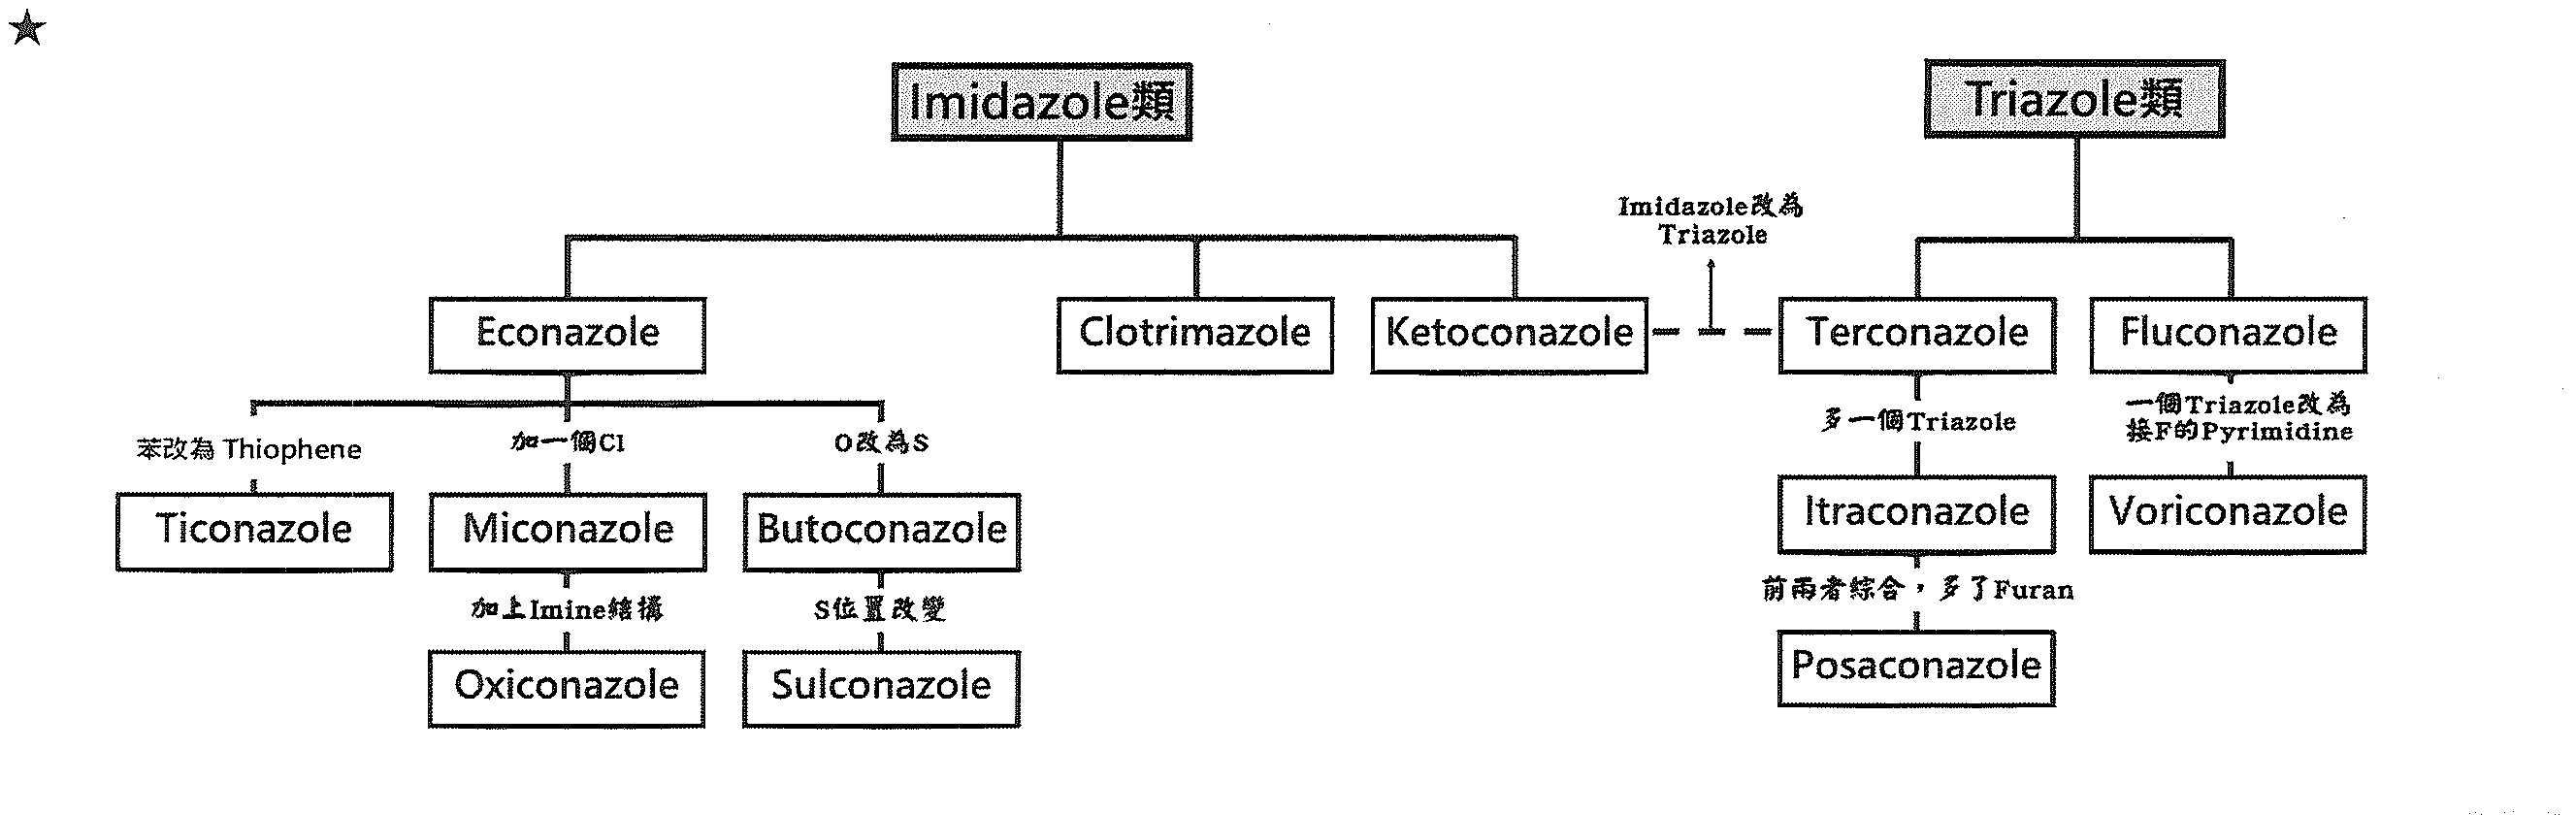 Imidazole類
Triazole類
Imidazole改為
Triazole
Econazole
Clotrimazole
Ketoconazole
Terconazole
Fluconazole
苯改為 Thiophene
加一個Cl
O改為S
多一個Triazole
一個Triazole改為
接F的Pyrimidine
Ticonazole
Miconazole
Butoconazole
Itraconazole
Voriconazole
加上Imine結構
S位置改變
前兩者綜合，多了Furan
Oxiconazole
Sulconazole
Posaconazole